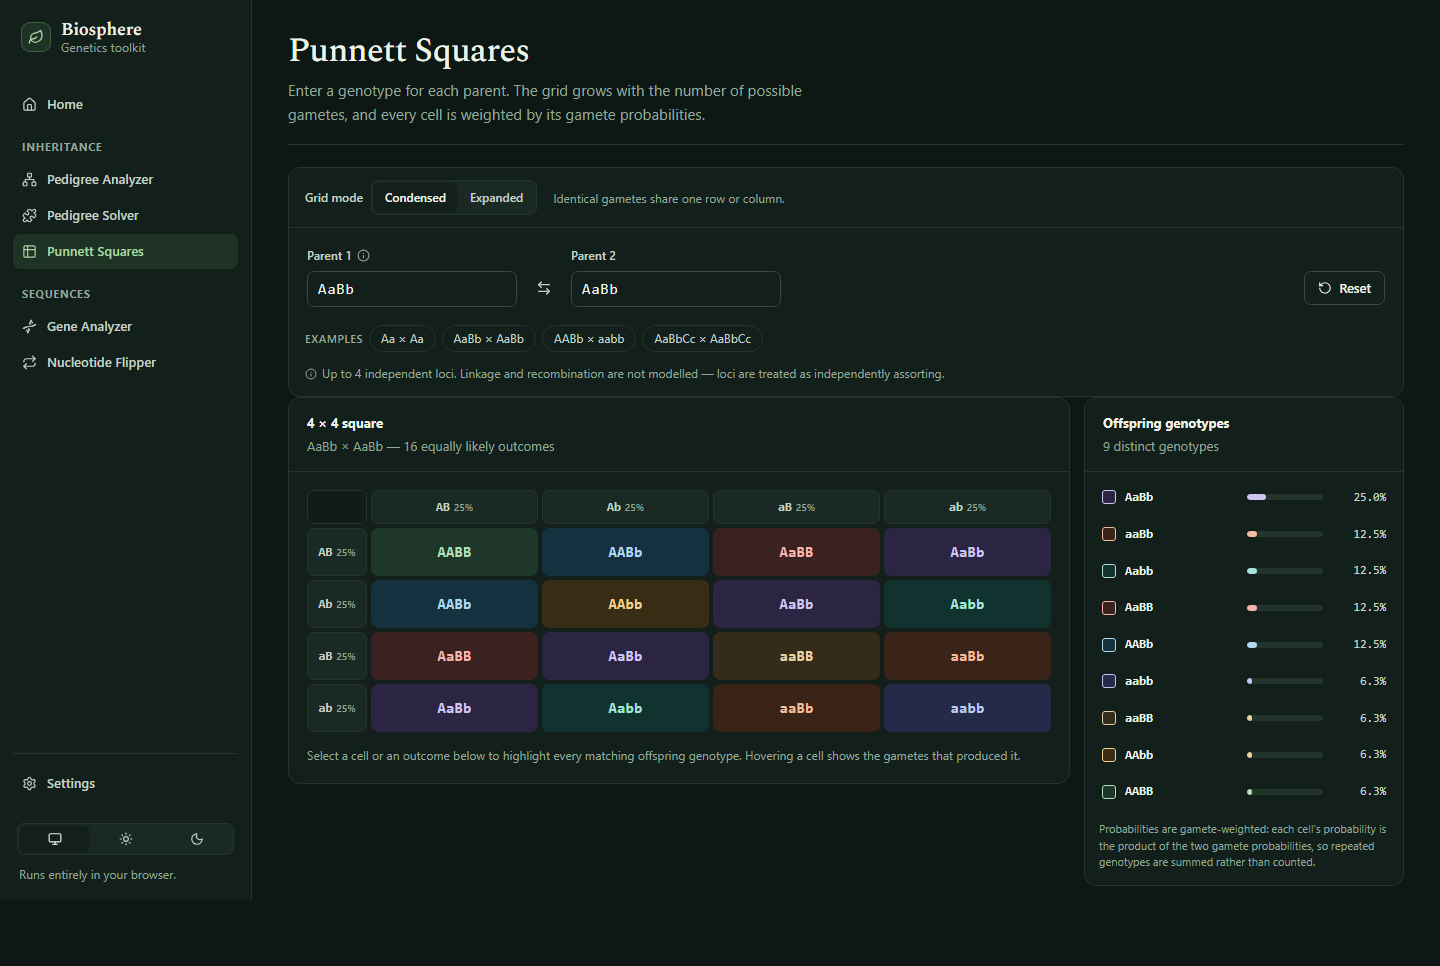 Biosphere
Genetics toolkit
Home
INHERITANCE
Pedigree Analyzer
Pedigree Solver
Punnett Squares
SEQUENCES
Gene Analyzer
Nucleotide Flipper
Settings
Runs entirely in your browser.
Punnett Squares
Enter a genotype for each parent. The grid grows with the number of possible
gametes, and every cell is weighted by its gamete probabilities.
Grid mode Condensed Expanded Identical gametes share one row or column.
Parent 1 Parent 2
AaBb AaBb Reset
EXAMPLES Aa × Aa AaBb × AaBb AABb × aabb AaBbCc × AaBbCc
Up to 4 independent loci. Linkage and recombination are not modelled — loci are treated as independently assorting.
4 × 4 square
AaBb × AaBb — 16 equally likely outcomes
AB 25% Ab 25% aB 25% ab 25%
AB 25% AABB AABb AaBB AaBb
Ab 25% AABb AAbb AaBb Aabb
aB 25% AaBB AaBb aaBB aaBb
ab 25% AaBb Aabb aaBb aabb
Select a cell or an outcome below to highlight every matching offspring genotype. Hovering a cell shows the gametes that produced it.
Offspring genotypes
9 distinct genotypes
AaBb 25.0%
aaBb 12.5%
Aabb 12.5%
AaBB 12.5%
AABb 12.5%
aabb 6.3%
aaBB 6.3%
AAbb 6.3%
AABB 6.3%
Probabilities are gamete-weighted: each cell's probability is
the product of the two gamete probabilities, so repeated
genotypes are summed rather than counted.